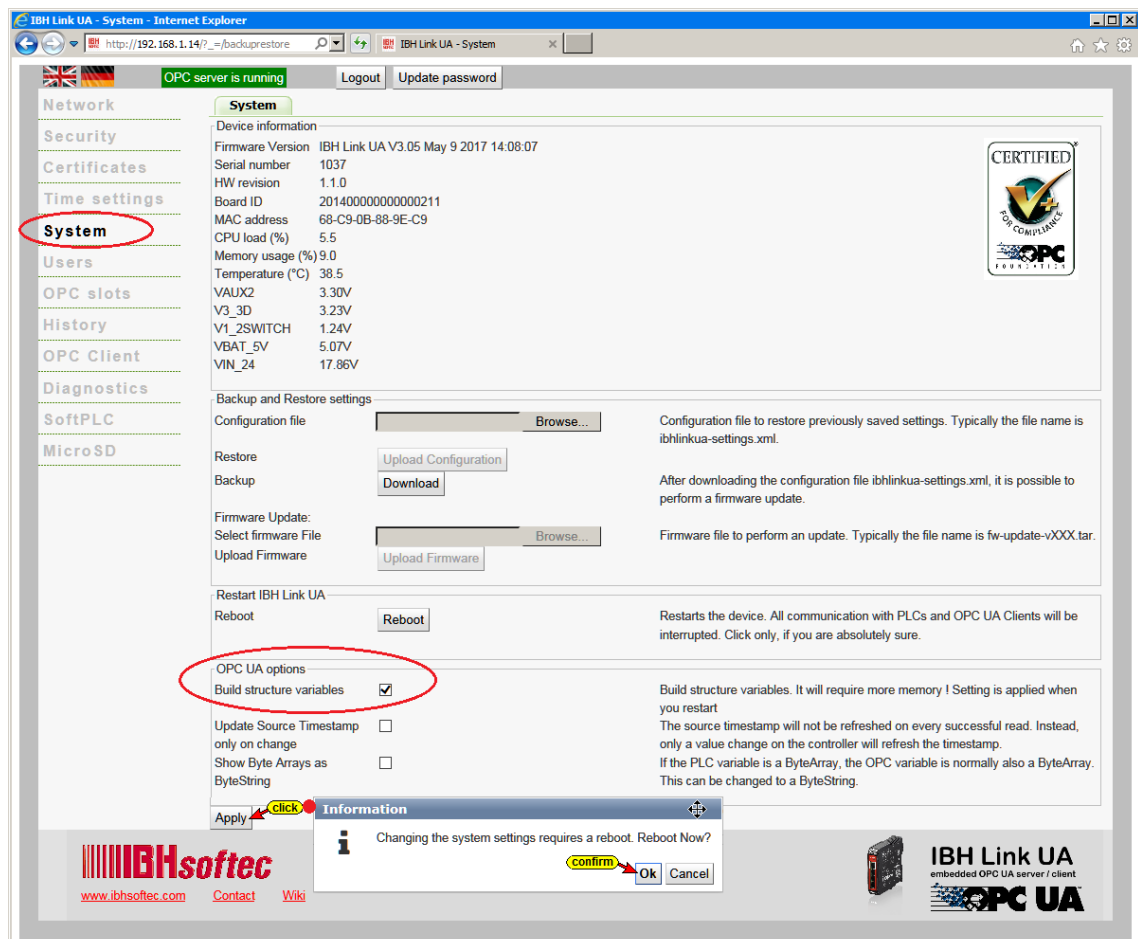 IBH Link UA - System - Internet Explorer
http://192.168.1.14/?_=/backuprestore
IBH Link UA - System
OPC server is running
Logout
Update password
Network
Security
Certificates
Time settings
System
Users
OPC slots
History
OPC Client
Diagnostics
SoftPLC
MicroSD
System
Device information
Firmware Version IBH Link UA V3.05 May 9 2017 14:08:07
Serial number 1037
HW revision 1.1.0
Board ID 201400000000000211
MAC address 68-C9-0B-88-9E-C9
CPU load (%) 5.5
Memory usage (%) 9.0
Temperature (°C) 38.5
VAUX2 3.30V
V3_3D 3.23V
V1_2SWITCH 1.24V
VBAT_5V 5.07V
VIN_24 17.86V
CERTIFIED
FOR COMPLIANCE
OPC
FOUNDATION
Backup and Restore settings
Configuration file Browse... Configuration file to restore previously saved settings. Typically the file name is
ibhlinkua-settings.xml.
Restore Upload Configuration
Backup Download After downloading the configuration file ibhlinkua-settings.xml, it is possible to
perform a firmware update.
Firmware Update:
Select firmware File Browse... Firmware file to perform an update. Typically the file name is fw-update-vXXX.tar.
Upload Firmware Upload Firmware
Restart IBH Link UA
Reboot Reboot Restarts the device. All communication with PLCs and OPC UA Clients will be
interrupted. Click only, if you are absolutely sure.
OPC UA options
Build structure variables Build structure variables. It will require more memory ! Setting is applied when
you restart
Update Source Timestamp The source timestamp will not be refreshed on every successful read. Instead,
only on change only a value change on the controller will refresh the timestamp.
Show Byte Arrays as If the PLC variable is a ByteArray, the OPC variable is normally also a ByteArray.
ByteString This can be changed to a ByteString.
Apply
click
Information
Changing the system settings requires a reboot. Reboot Now?
confirm
Ok Cancel
IBHsoftec
www.ibhsoftec.com Contact Wiki
IBH Link UA
embedded OPC UA server / client
OPC UA